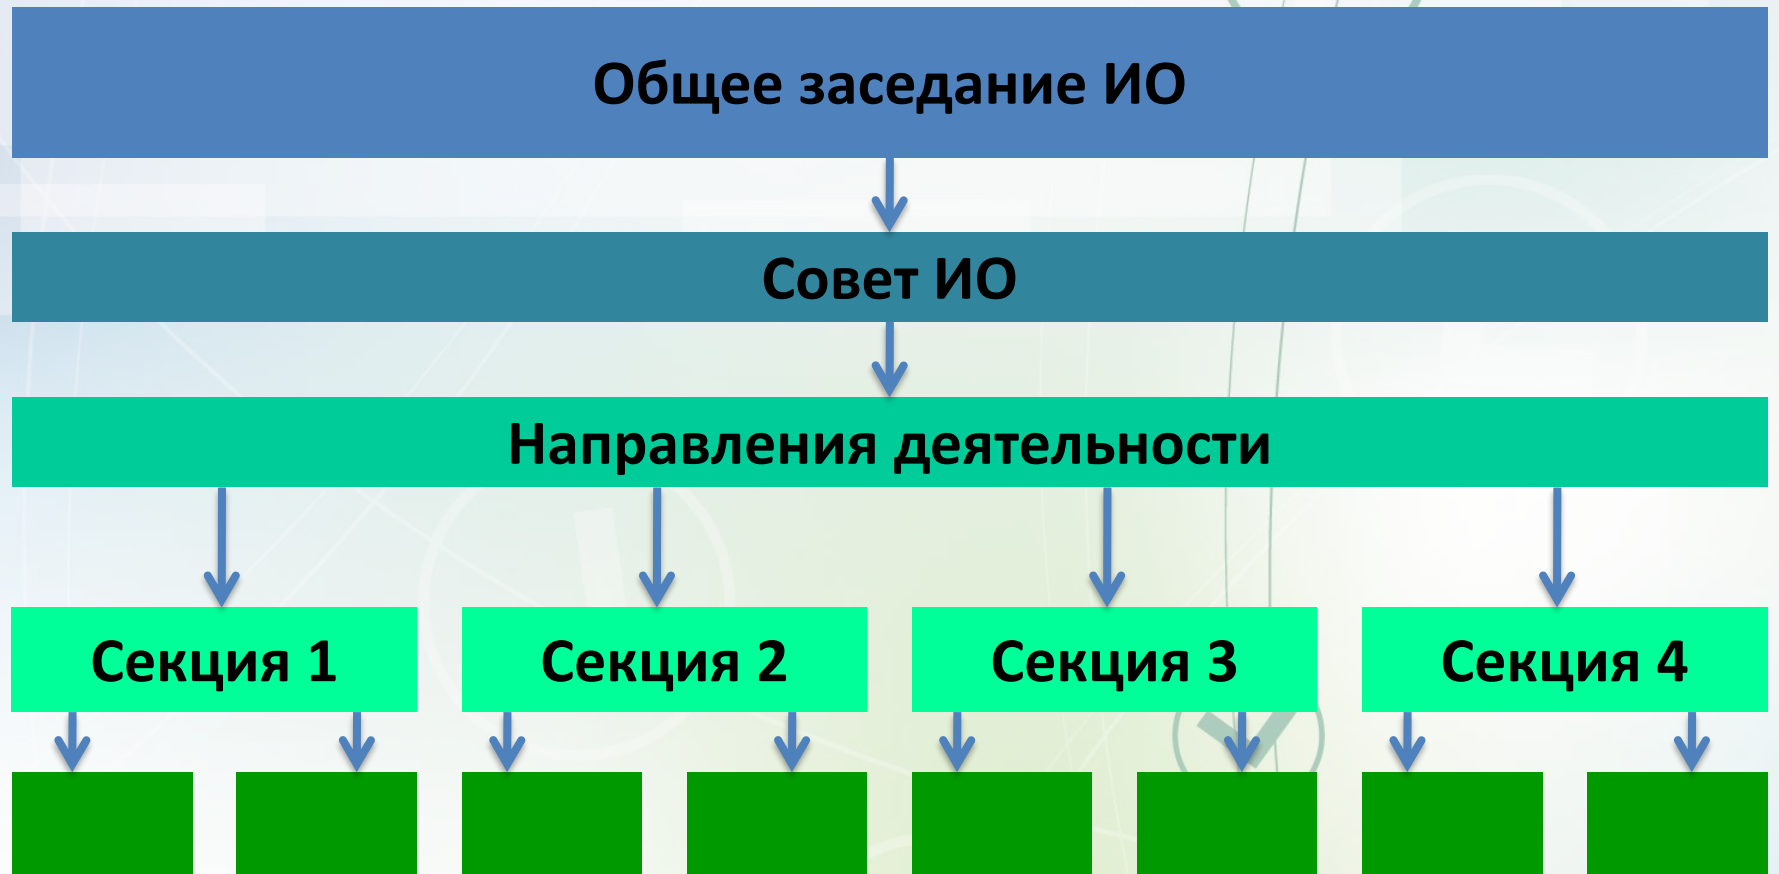 Общее заседание ИО
Совет ИО
Направления деятельности
Секция 1
Секция 2
Секция 3
Секция 4